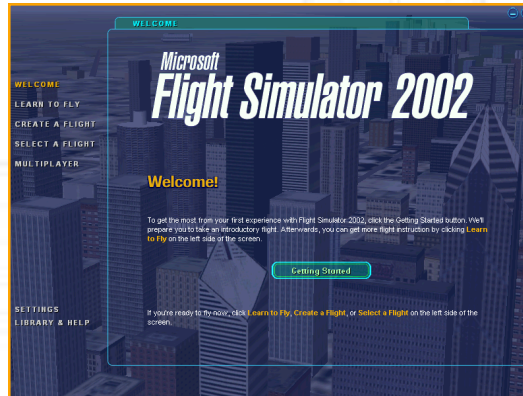 WELCOME
Microsoft
Flight Simulator 2002
WELCOME
LEARN TO FLY
CREATE A FLIGHT
SELECT A FLIGHT
MULTIPLAYER
Welcome!
To get the most from your first experience with Flight Simulator 2002, click the Getting Started button. We'll
prepare you to take an introductory flight. Afterwards, you can get more flight instruction by clicking Learn
to Fly on the left side of the screen.
Getting Started
SETTINGS
LIBRARY & HELP
If you're ready to fly now, click Learn to Fly, Create a Flight, or Select a Flight on the left side of the
screen.